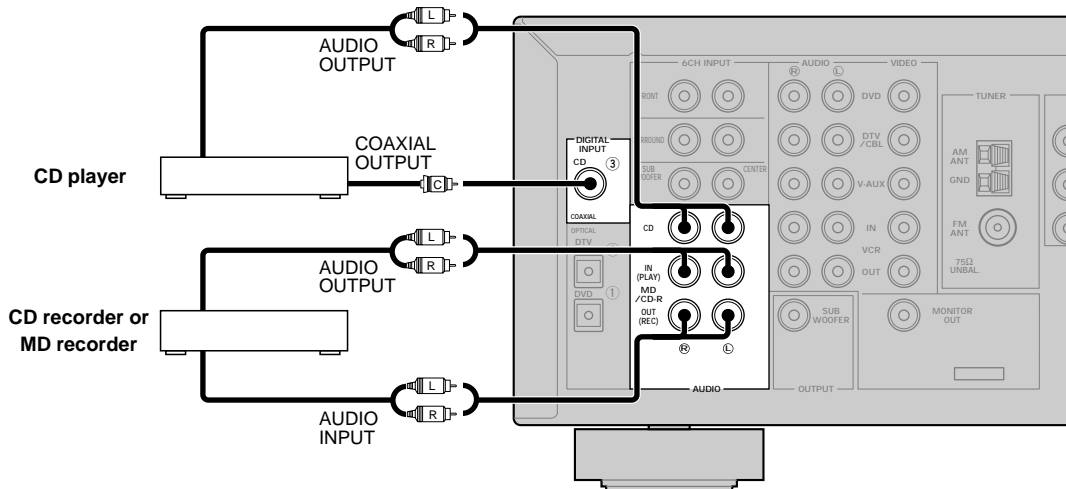 L
R
AUDIO
OUTPUT
COAXIAL
OUTPUT
C
CD player
L
R
AUDIO
OUTPUT
CD recorder or
MD recorder
L
R
AUDIO
INPUT
6CH INPUT
FRONT
SURROUND
SUB
WOOFER
CENTER
DIGITAL
INPUT
CD ③
COAXIAL
OPTICAL
DTV
DVD ①
CD
IN
(PLAY)
MD
/CD-R
OUT
(REC)
Ⓡ Ⓛ
AUDIO
AUDIO
Ⓡ Ⓛ
VIDEO
DVD
DTV
/CBL
V-AUX
IN
VCR
OUT
SUB
WOOFER
OUTPUT
MONITOR
OUT
TUNER
AM
ANT
GND
FM
ANT
75Ω
UNBAL.